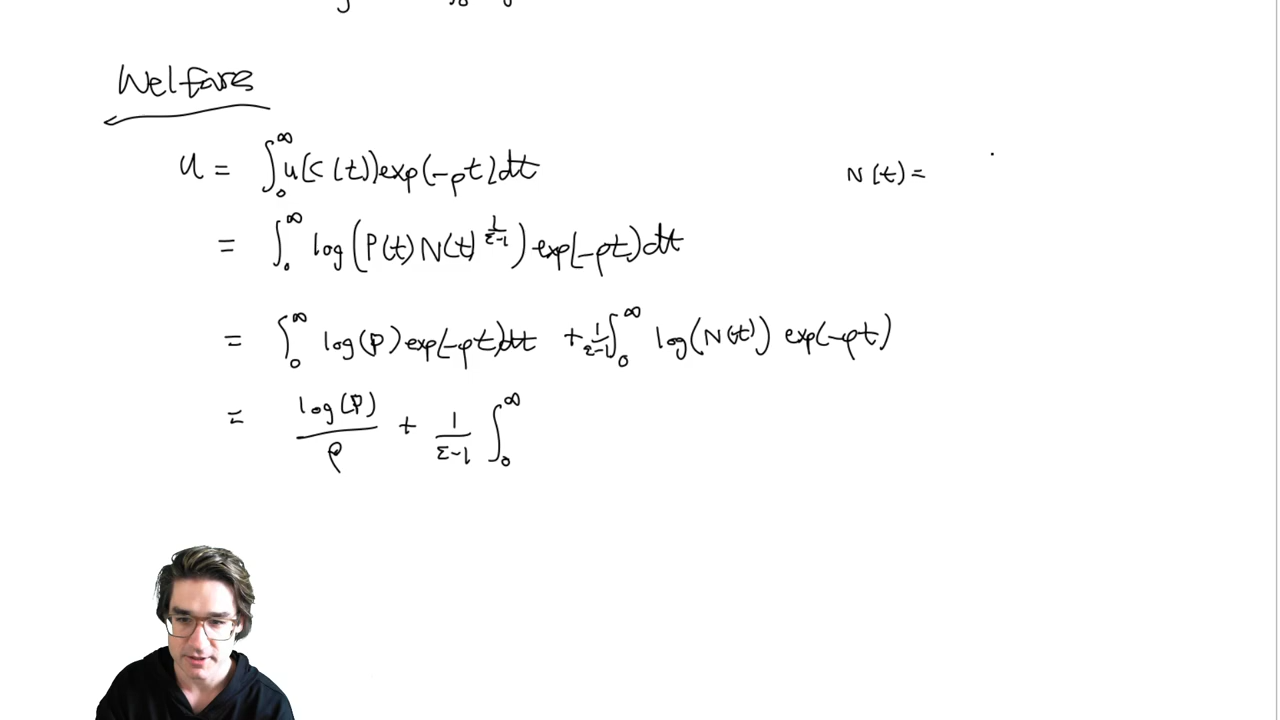 Welfare
U = ∫₀^∞ u(C(t)) exp(-ρt) dt
N(t) =
= ∫₀^∞ log(P(t) N(t)^{1/(ε-1)}) exp(-ρt) dt
= ∫₀^∞ log(P) exp(-ρt) dt + 1/(ε-1) ∫₀^∞ log(N(t)) exp(-ρt)
= log(P)/ρ + 1/(ε-1) ∫₀^∞